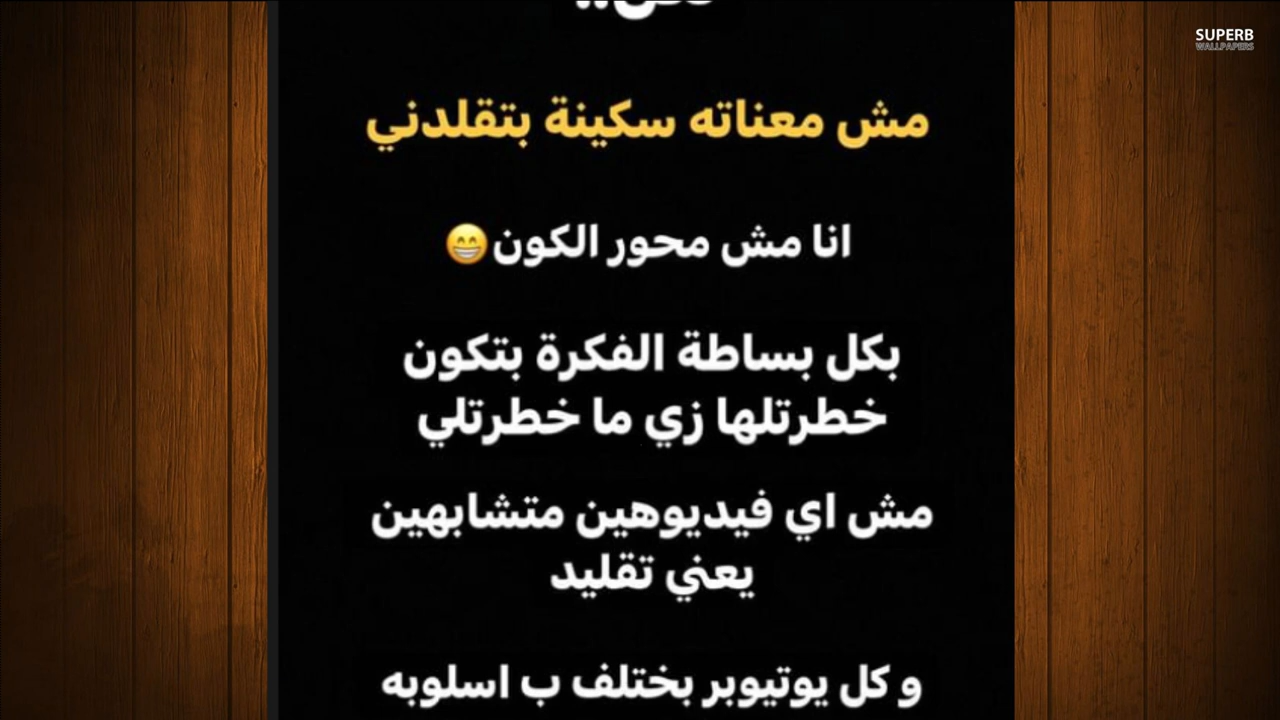 SUPERB
WALLPAPERS
مش معناته سكينة بتقلدني
انا مش محور الكون😁
بكل بساطة الفكرة بتكون
خطرتلها زي ما خطرتلي
مش اي فيديوهين متشابهين
يعني تقليد
و كل يوتيوبر بختلف ب اسلوبه